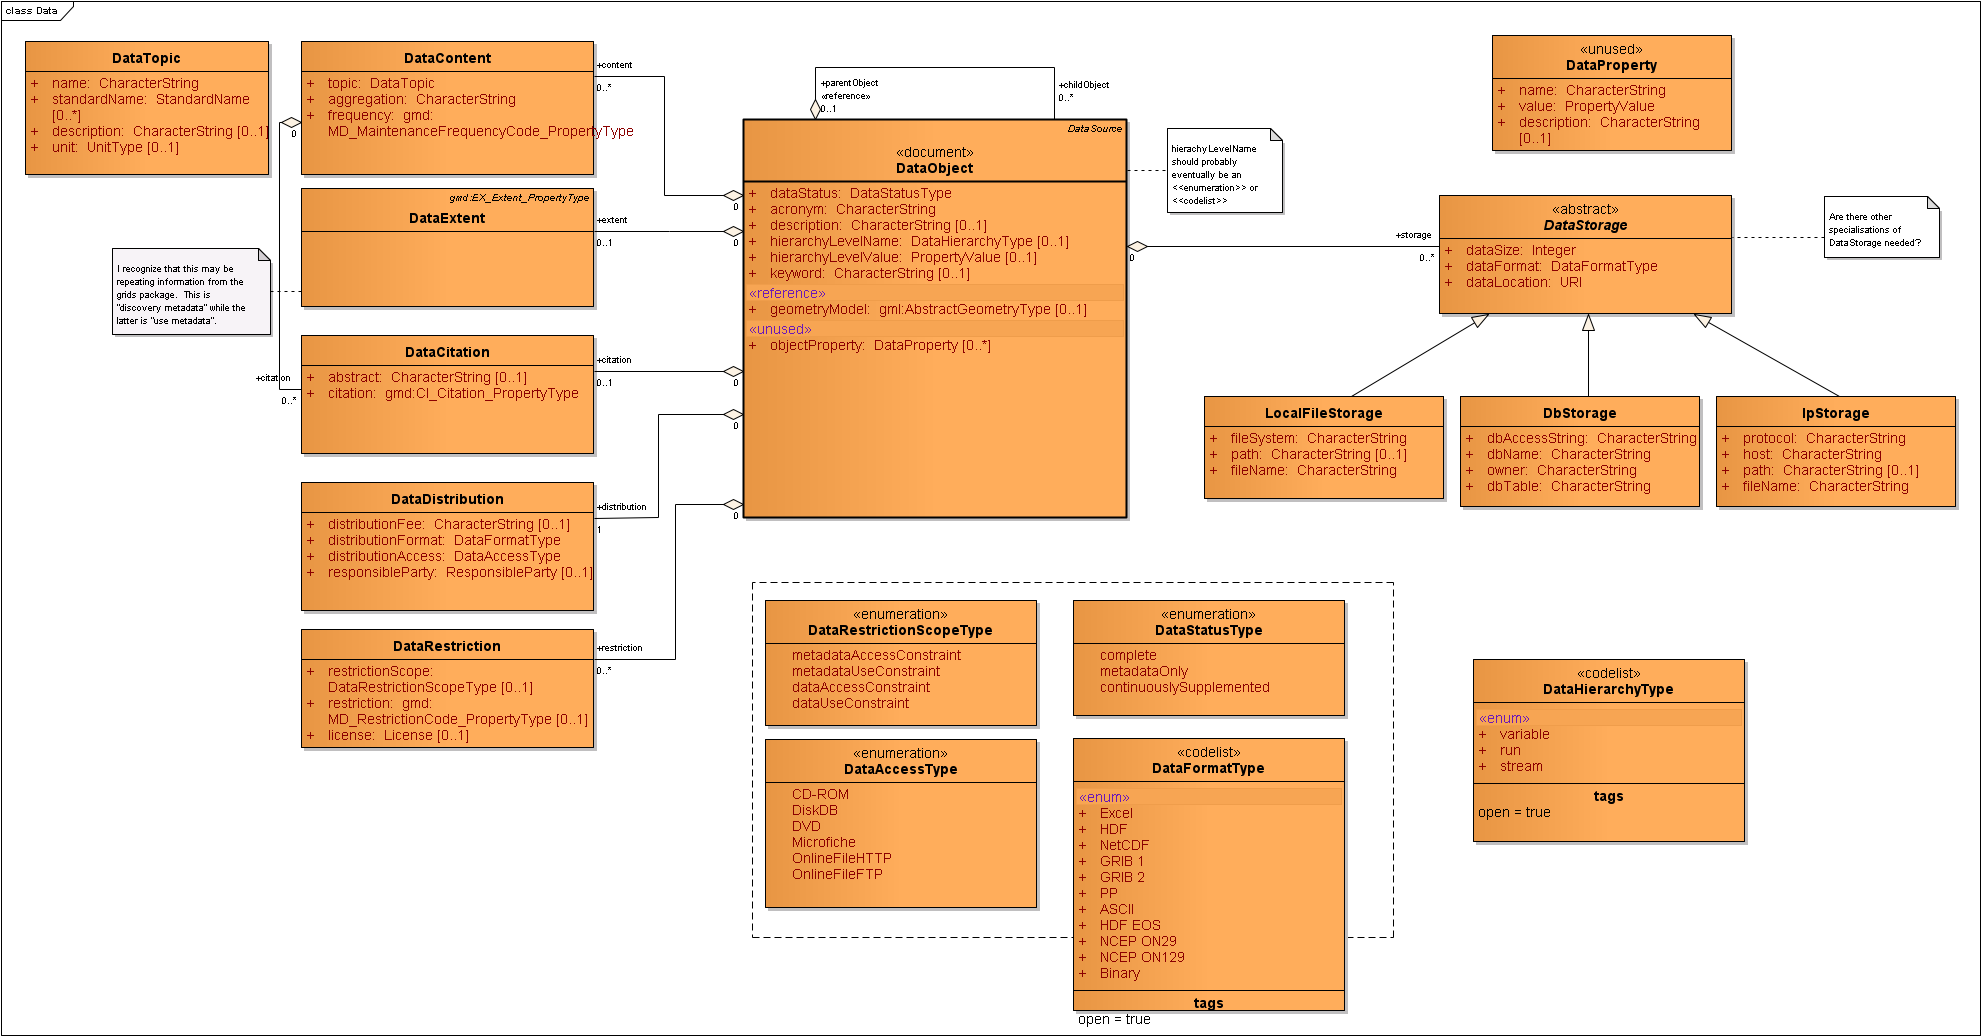 class Data
DataTopic
+ name: CharacterString
+ standardName: StandardName
[0..*]
+ description: CharacterString [0..1]
+ unit: UnitType [0..1]
DataContent
+ topic: DataTopic
+ aggregation: CharacterString
+ frequency: gmd:
MD_MaintenanceFrequencyCode_PropertyType
+content
0..*
0
gmd:EX_Extent_PropertyType
DataExtent
+extent
0..1
I recognize that this may be
repeating information from the
grids package. This is
"discovery metadata" while the
latter is "use metadata".
DataCitation
+ abstract: CharacterString [0..1]
+ citation: gmd:CI_Citation_PropertyType
+citation
0..1
+citation
0..*
DataDistribution
+ distributionFee: CharacterString [0..1]
+ distributionFormat: DataFormatType
+ distributionAccess: DataAccessType
+ responsibleParty: ResponsibleParty [0..1]
+distribution
1
DataRestriction
+ restrictionScope:
DataRestrictionScopeType [0..1]
+ restriction: gmd:
MD_RestrictionCode_PropertyType [0..1]
+ license: License [0..1]
+restriction
0..*
+parentObject
«reference»
0..1
+childObject
0..*
DataSource
«document»
DataObject
+ dataStatus: DataStatusType
+ acronym: CharacterString
+ description: CharacterString [0..1]
+ hierarchyLevelName: DataHierarchyType [0..1]
+ hierarchyLevelValue: PropertyValue [0..1]
+ keyword: CharacterString [0..1]
«reference»
+ geometryModel: gml:AbstractGeometryType [0..1]
«unused»
+ objectProperty: DataProperty [0..*]
0
0
0
0
0
0
hierachyLevelName
should probably
eventually be an
<<enumeration>> or
<<codelist>>
+storage
0..*
«unused»
DataProperty
+ name: CharacterString
+ value: PropertyValue
+ description: CharacterString
[0..1]
«abstract»
DataStorage
+ dataSize: Integer
+ dataFormat: DataFormatType
+ dataLocation: URI
Are there other
specialisations of
DataStorage needed?
LocalFileStorage
+ fileSystem: CharacterString
+ path: CharacterString [0..1]
+ fileName: CharacterString
DbStorage
+ dbAccessString: CharacterString
+ dbName: CharacterString
+ owner: CharacterString
+ dbTable: CharacterString
IpStorage
+ protocol: CharacterString
+ host: CharacterString
+ path: CharacterString [0..1]
+ fileName: CharacterString
«enumeration»
DataRestrictionScopeType
metadataAccessConstraint
metadataUseConstraint
dataAccessConstraint
dataUseConstraint
«enumeration»
DataStatusType
complete
metadataOnly
continuouslySupplemented
«enumeration»
DataAccessType
CD-ROM
DiskDB
DVD
Microfiche
OnlineFileHTTP
OnlineFileFTP
«codelist»
DataFormatType
«enum»
+ Excel
+ HDF
+ NetCDF
+ GRIB 1
+ GRIB 2
+ PP
+ ASCII
+ HDF EOS
+ NCEP ON29
+ NCEP ON129
+ Binary
tags
open = true
«codelist»
DataHierarchyType
«enum»
+ variable
+ run
+ stream
tags
open = true